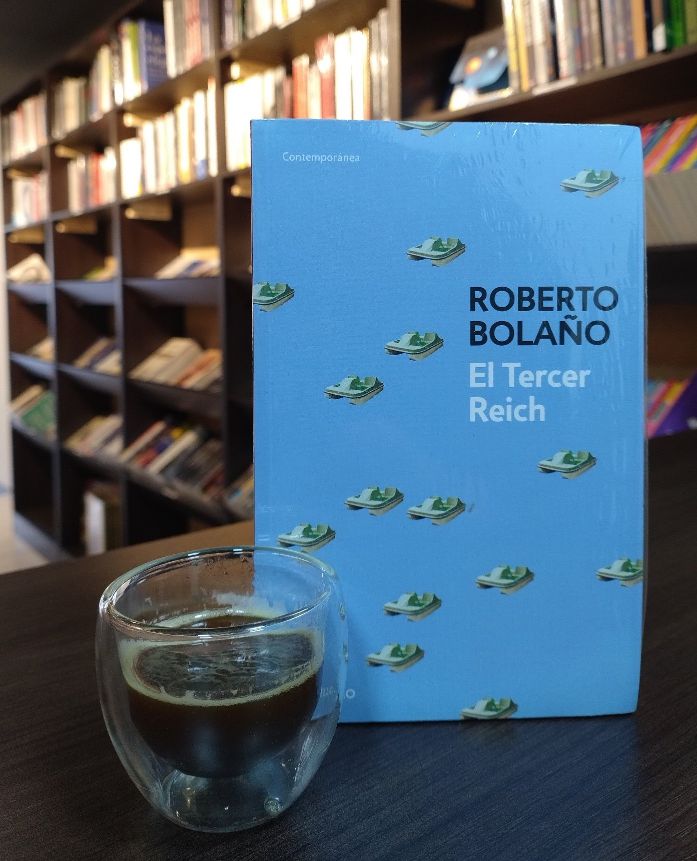 Contemporánea
ROBERTO
BOLAÑO
El Tercer
Reich